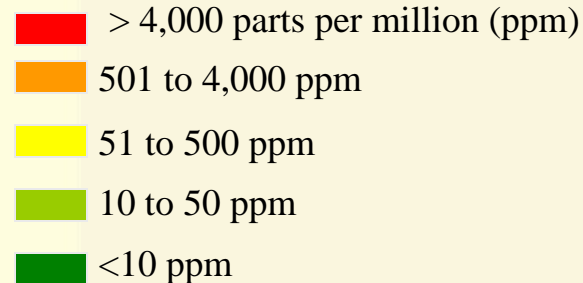 > 4,000 parts per million (ppm)
501 to 4,000 ppm
51 to 500 ppm
10 to 50 ppm
<10 ppm